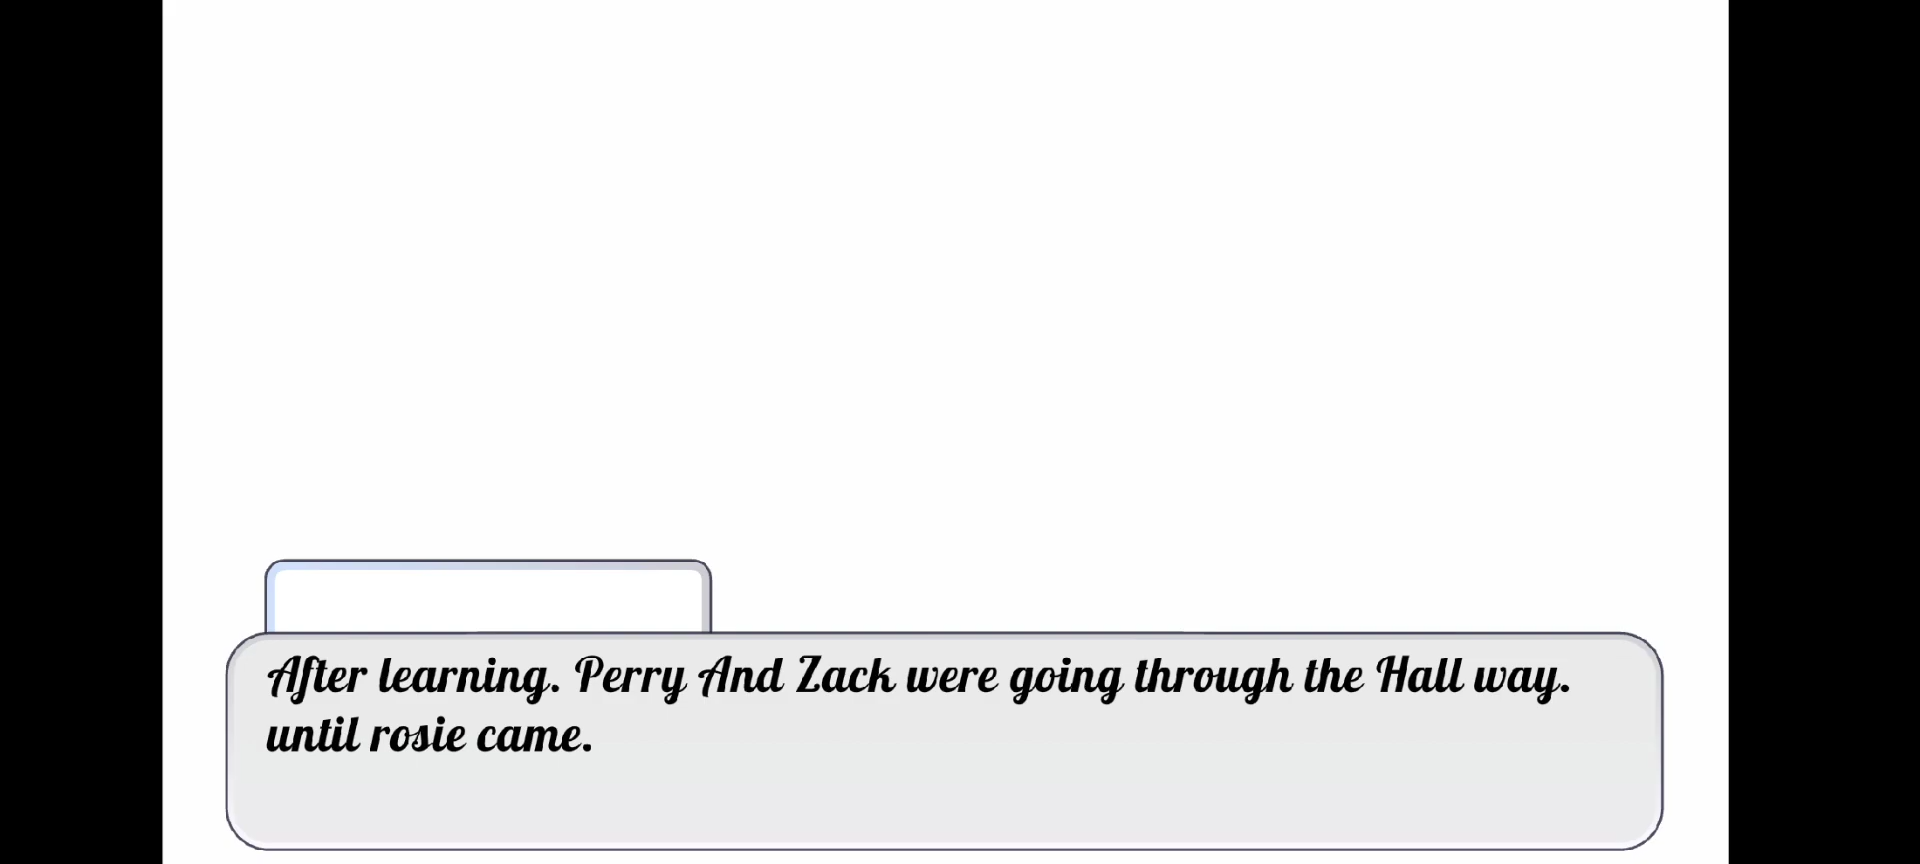 After learning. Perry And Zack were going through the Hall way.
until rosie came.